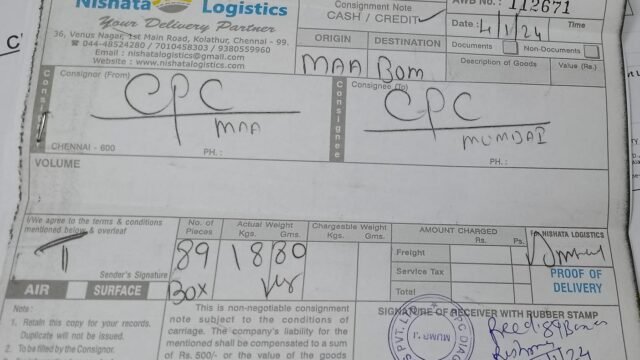 Nishata Logistics
Your Delivery Partner
36, Venus Nagar, 1st Main Road, Kolathur, Chennai - 99.
☎ 044-48524280 / 7010458303 / 9380559960
Email : nishatalogistics@gmail.com
Website : www.nishatalogistics.com
Consignment Note
CASH / CREDIT ✓
AWB No.: 112671
Date : 4/1/24 Time
ORIGIN DESTINATION
MAA Bom
Documents Non-Documents
Description of Goods Value (Rs.)
Consignor (From)
CPC
MAA
CHENNAI - 600 PH. :
Consignee
Consignee (To)
CPC
MUMBAI
PH. :
VOLUME
I/We agree to the terms & conditions
mentioned below & overleaf
Sender's Signature
AIR SURFACE
No. of Pieces
89
BOX
Actual Weight
Kgs. Gms.
Chargeable Weight
Kgs. Gms.
AMOUNT CHARGED
Rs. Ps.
Freight
Service Tax
Total
NISHATA LOGISTICS
PROOF OF
DELIVERY
Note :
1. Retain this copy for your records.
Duplicate will not be issued.
2. To be filled by the Consignor.
This is non-negotiable consignment
note subject to the conditions of
carriage. The company's liability for
the mentioned shall be compensated to a
sum of Rs. 500/- or the value of the goods
SIGNATURE OF RECEIVER WITH RUBBER STAMP